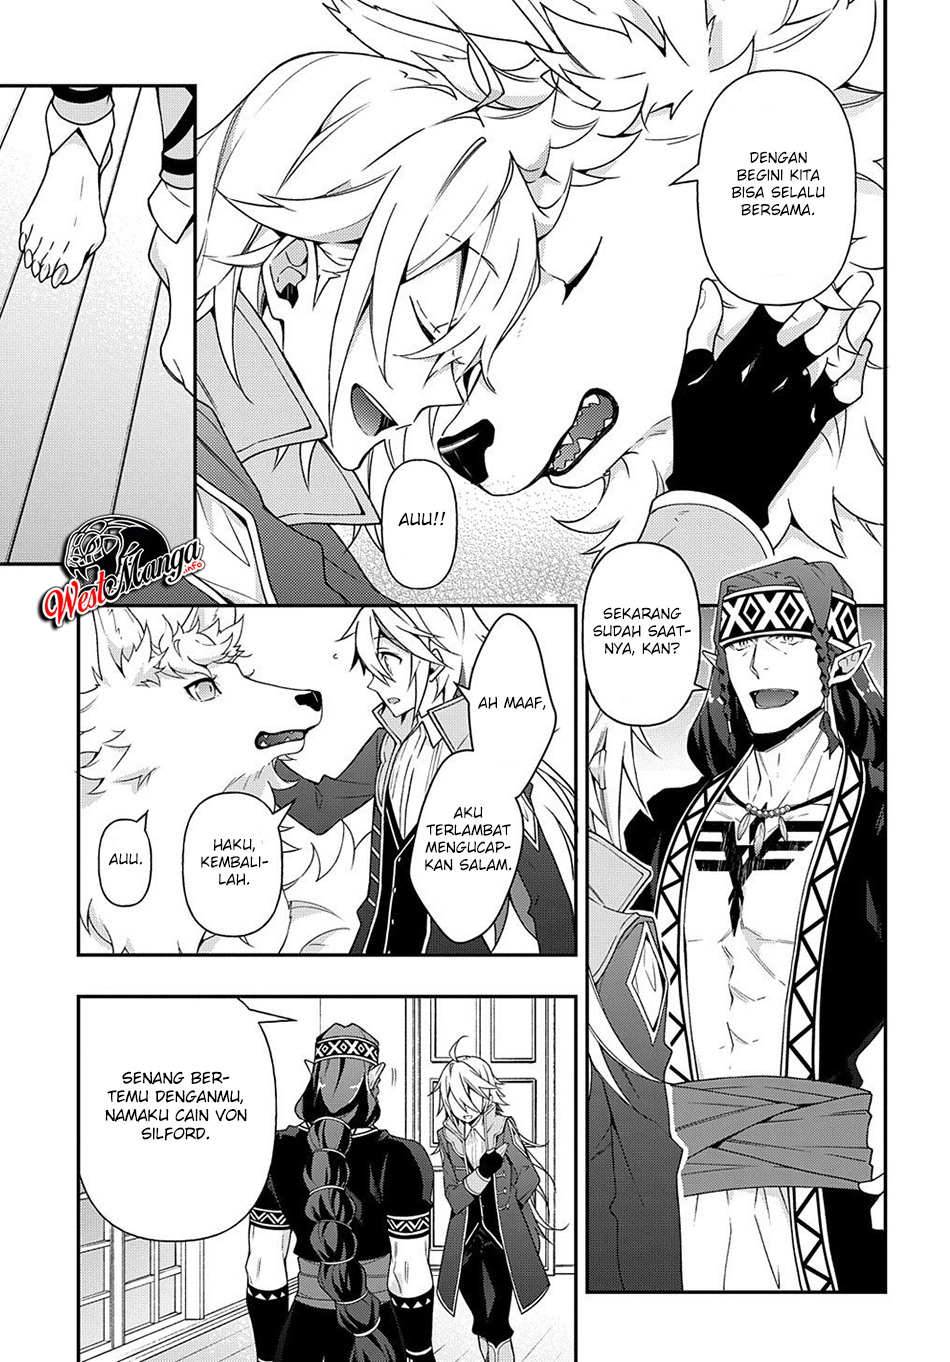 DENGAN
BEGINI KITA
BISA SELALU
BERSAMA.
AUU!!
WestManga
.info
SEKARANG
SUDAH SAAT-
NYA, KAN?
AH MAAF,
AKU
TERLAMBAT
MENGUCAP-
KAN SALAM.
HAKU,
KEMBALI-
LAH.
AUU.
SENANG BER-
TEMU DENGANMU,
NAMAKU CAIN VON
SILFORD.